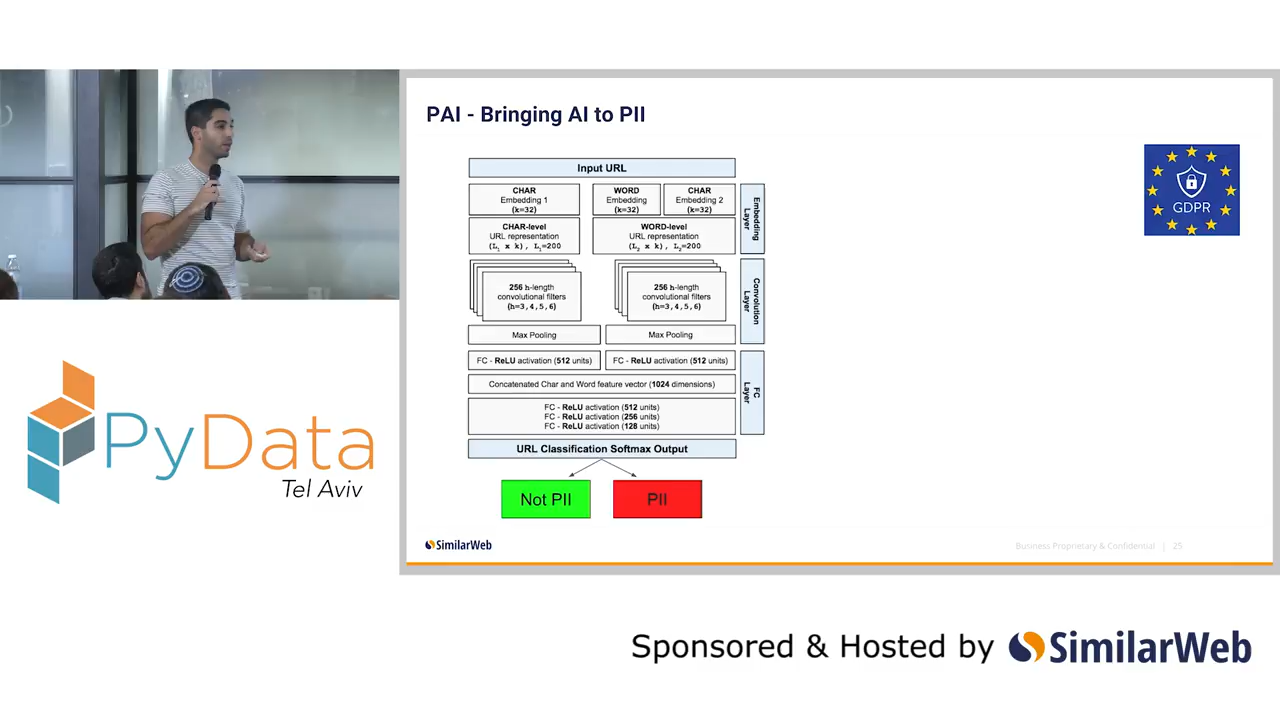 PAI - Bringing AI to PII
GDPR
Input URL
CHAR
Embedding 1
(k=32)
WORD
Embedding
(k=32)
CHAR
Embedding 2
(k=32)
CHAR-level
URL representation
(L₁ x k), L₁=200
WORD-level
URL representation
(L₂ x k), L₂=200
Embedding
Layer
256 h-length
convolutional filters
(h=3,4,5,6)
256 h-length
convolutional filters
(h=3,4,5,6)
Convolution
Layer
Max Pooling
Max Pooling
FC - ReLU activation (512 units)
FC - ReLU activation (512 units)
Concatenated Char and Word feature vector (1024 dimensions)
FC - ReLU activation (512 units)
FC - ReLU activation (256 units)
FC - ReLU activation (128 units)
FC
Layer
URL Classification Softmax Output
Not PII
PII
SimilarWeb
Business Proprietary & Confidential | 25
PyData
Tel Aviv
Sponsored & Hosted by SimilarWeb